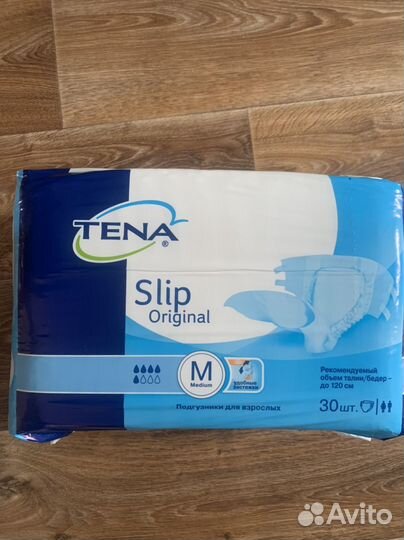 TENA®
Slip
Original
M
Medium
удобные
застежки
Рекомендуемый
объем талии/бедер –
до 120 см
Подгузники для взрослых
30шт.
Avito